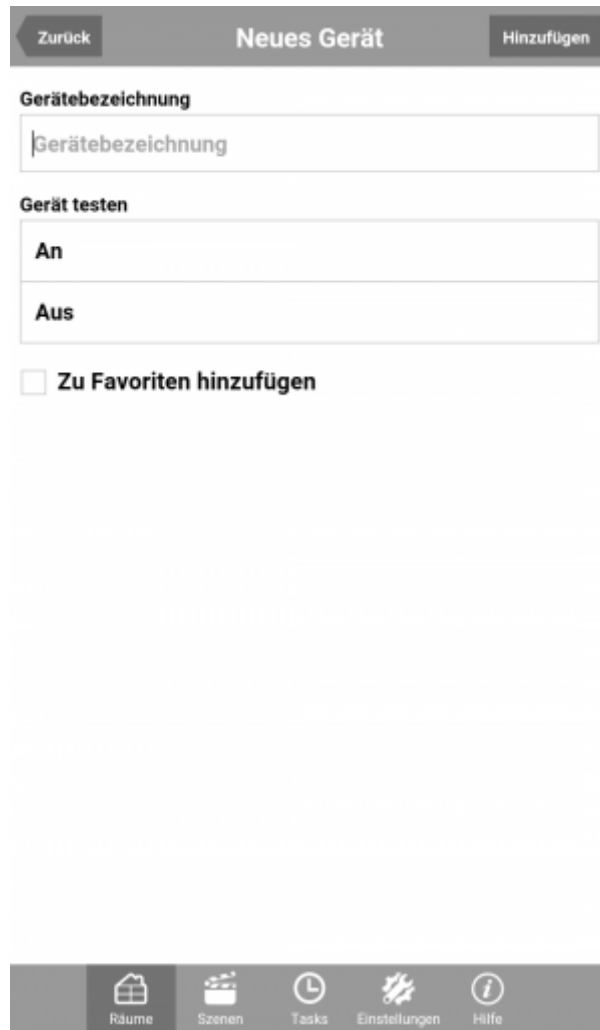 Zurück Neues Gerät Hinzufügen
Gerätebezeichnung
Gerätebezeichnung
Gerät testen
An
Aus
Zu Favoriten hinzufügen
Räume Szenen Tasks Einstellungen Hilfe